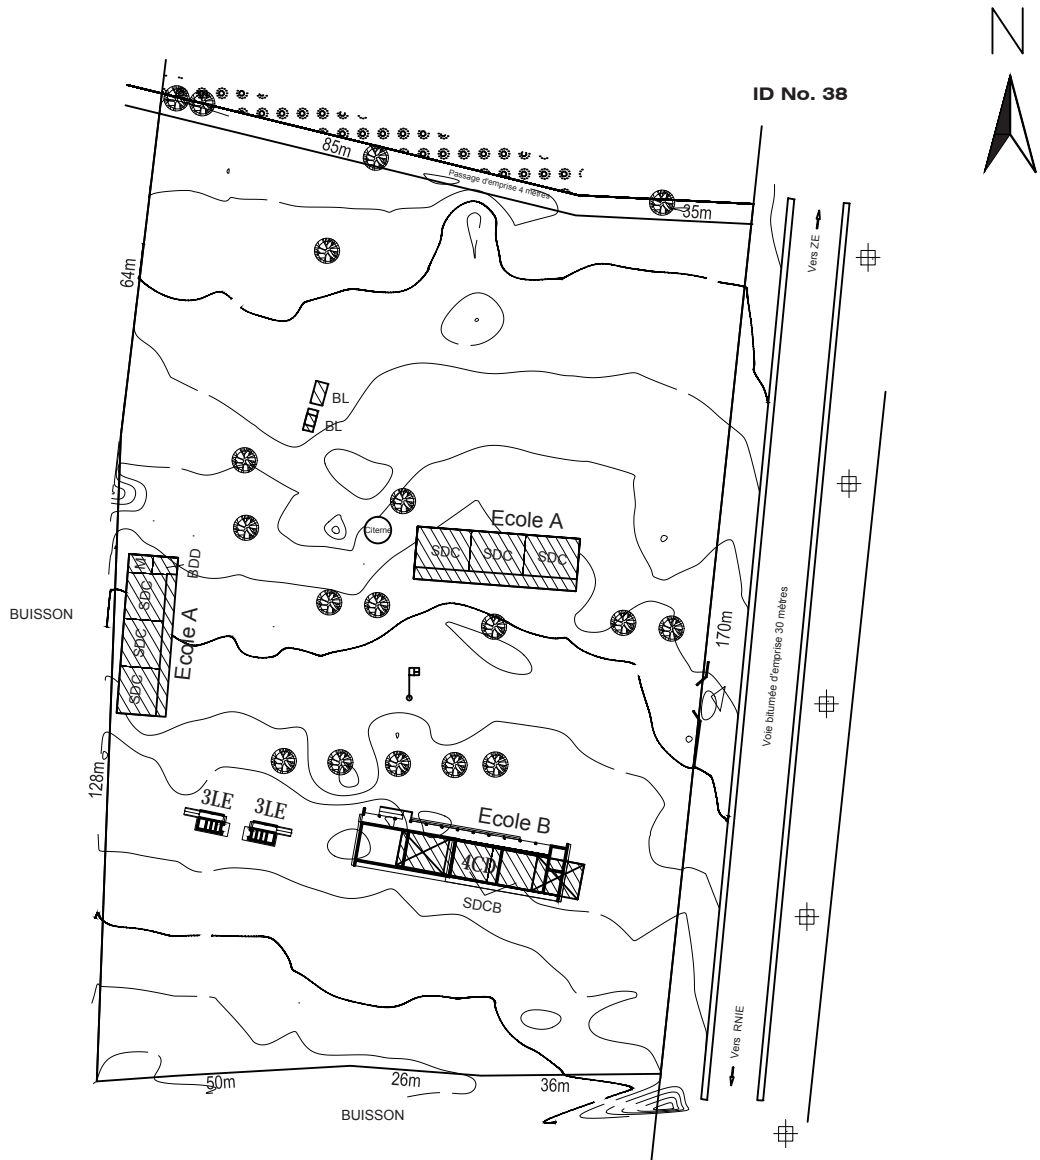 N
ID No. 38
85m
Passage d'emprise 4 mètres
35m
Vers ZE
64m
BL
BL
Citerne
Ecole A
SDC
SDC
SDC
M
BDD
SDC
SDC
SDC
Ecole A
BUISSON
170m
Voie bitumée d'emprise 30 mètres
128m
3LE
3LE
Ecole B
4CD
SDCB
Vers RNIE
50m
26m
36m
BUISSON